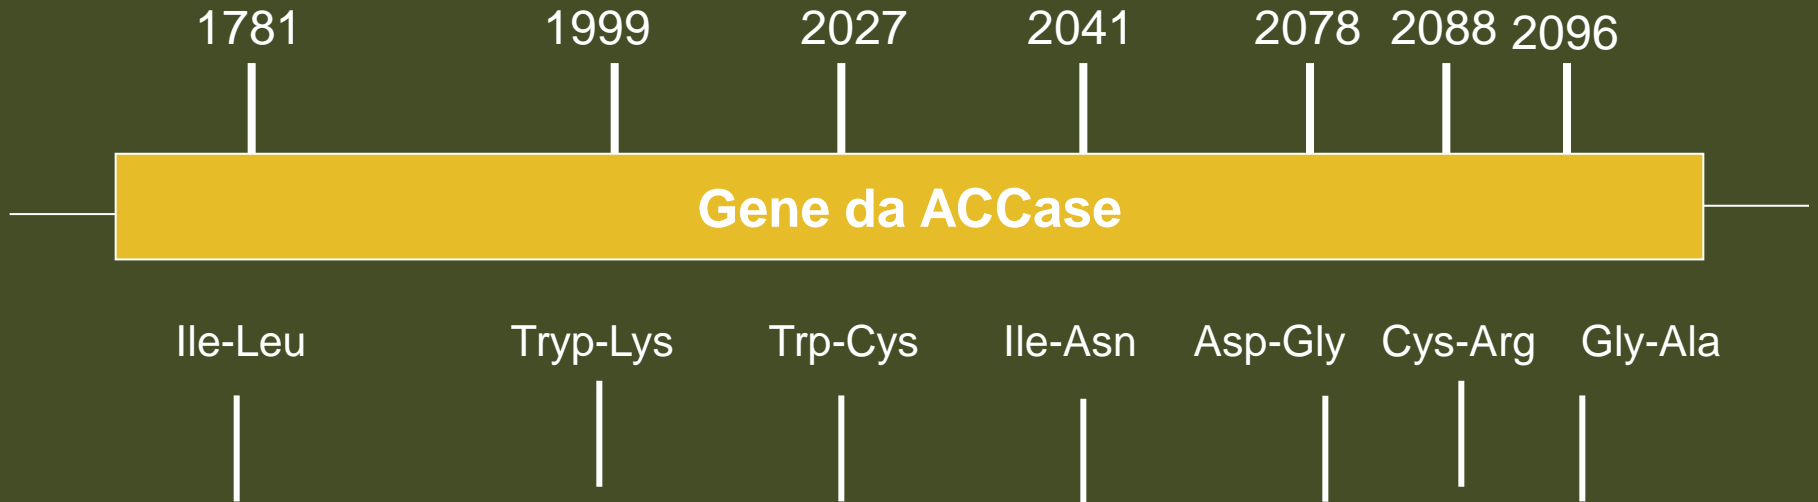 1781 1999 2027 2041 2078 2088 2096
Gene da ACCase
Ile-Leu Tryp-Lys Trp-Cys Ile-Asn Asp-Gly Cys-Arg Gly-Ala